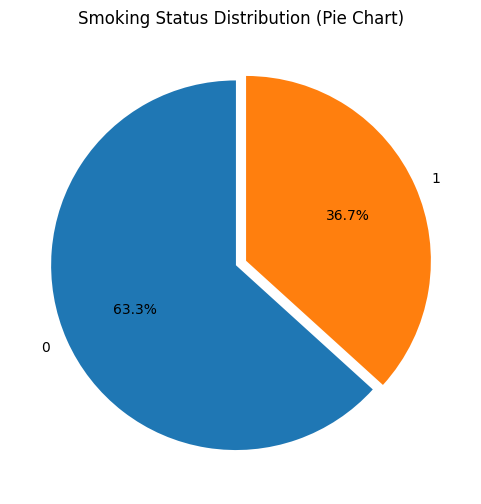 Smoking Status Distribution (Pie Chart)
1
36.7%
63.3%
0